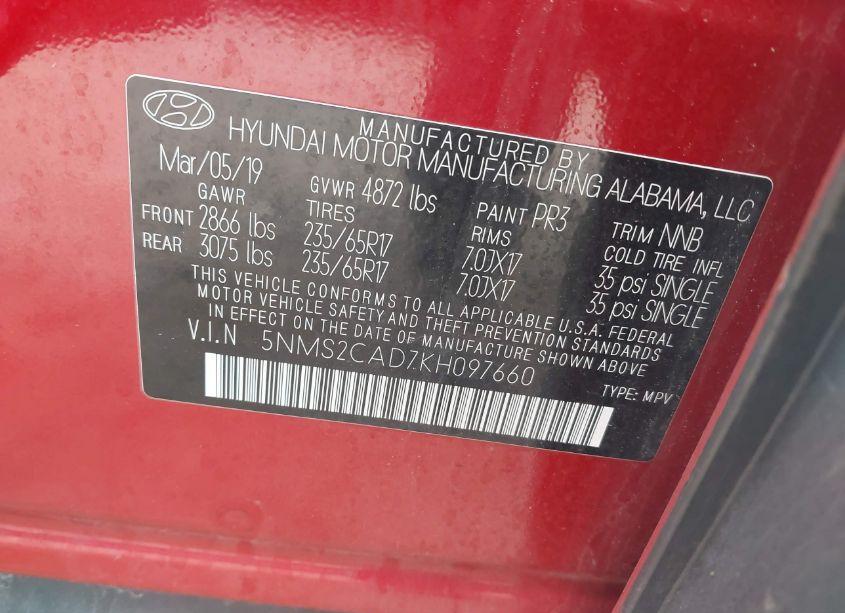 MANUFACTURED BY
HYUNDAI MOTOR MANUFACTURING ALABAMA, LLC
Mar/05/19 GVWR 4872 lbs PAINT PR3 TRIM NNB
GAWR TIRES RIMS COLD TIRE INFL
FRONT 2866 lbs 235/65R17 7.0JX17 35 psi SINGLE
REAR 3075 lbs 235/65R17 7.0JX17 35 psi SINGLE
THIS VEHICLE CONFORMS TO ALL APPLICABLE U.S.A. FEDERAL
MOTOR VEHICLE SAFETY AND THEFT PREVENTION STANDARDS
IN EFFECT ON THE DATE OF MANUFACTURE SHOWN ABOVE
V.I.N 5NMS2CAD7KH097660
TYPE: MPV